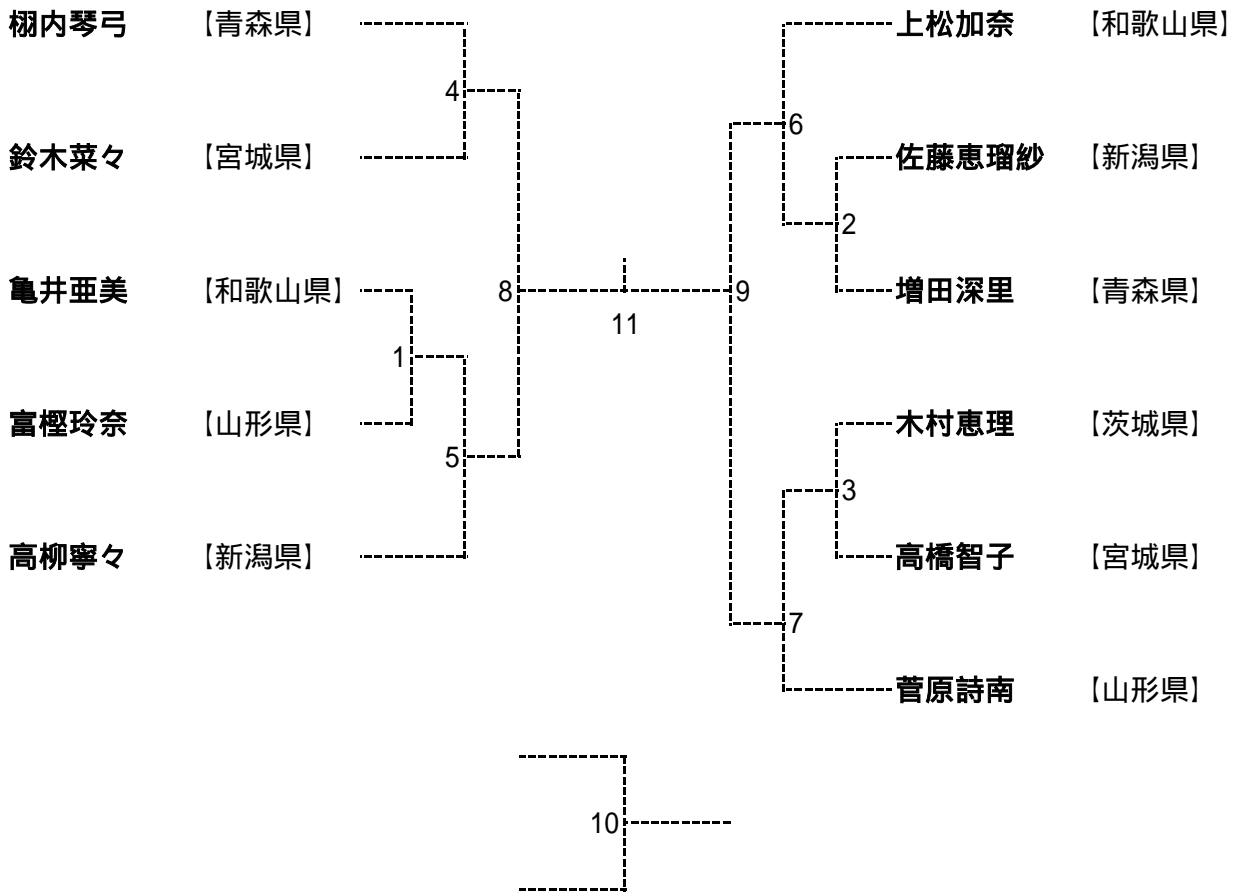 栩内琴弓 【青森県】 上松加奈 【和歌山県】
4
6
鈴木菜々 【宮城県】 佐藤恵瑠紗 【新潟県】
2
亀井亜美 【和歌山県】 8 9 増田深里 【青森県】
11
1
富樫玲奈 【山形県】 木村恵理 【茨城県】
5
3
高柳寧々 【新潟県】 高橋智子 【宮城県】
7
菅原詩南 【山形県】
10